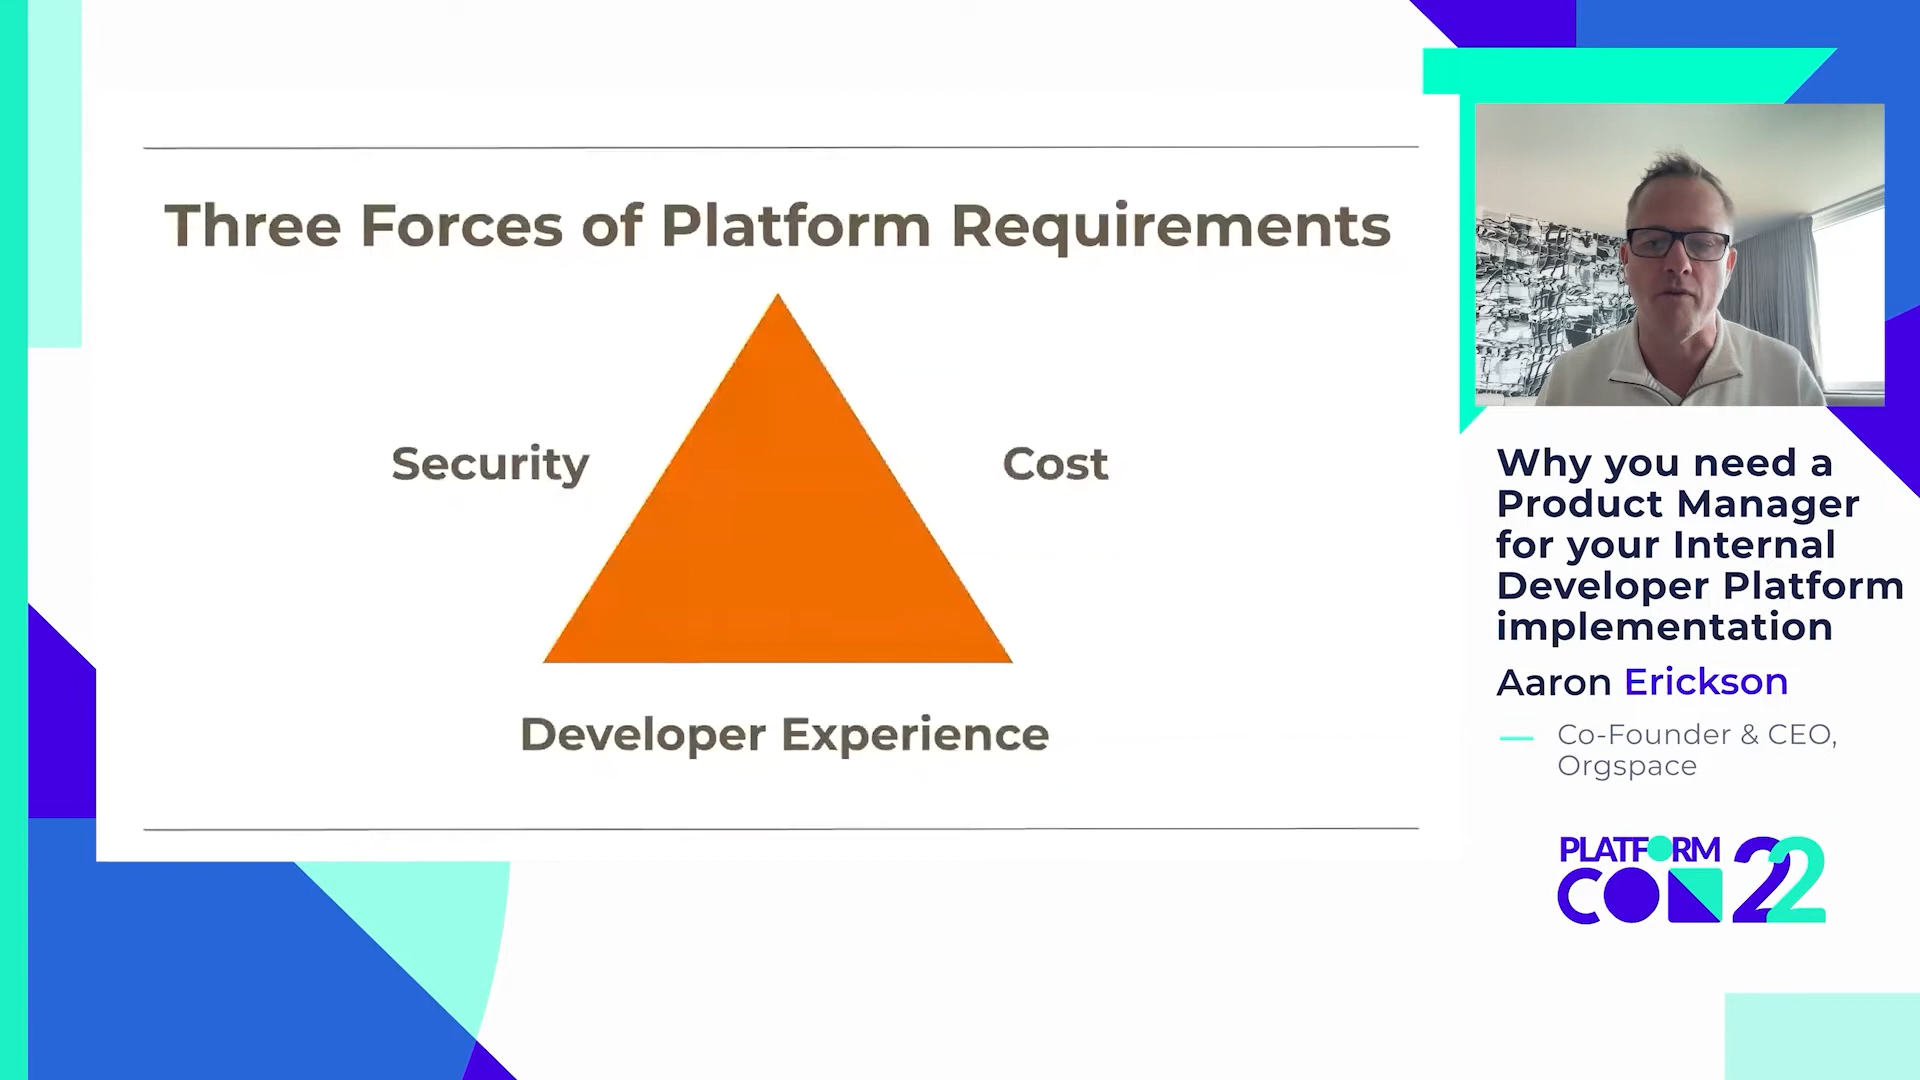 Three Forces of Platform Requirements
Security
Cost
Developer Experience
Why you need a
Product Manager
for your Internal
Developer Platform
implementation
Aaron Erickson
Co-Founder & CEO,
Orgspace
PLATFORM
CON 22